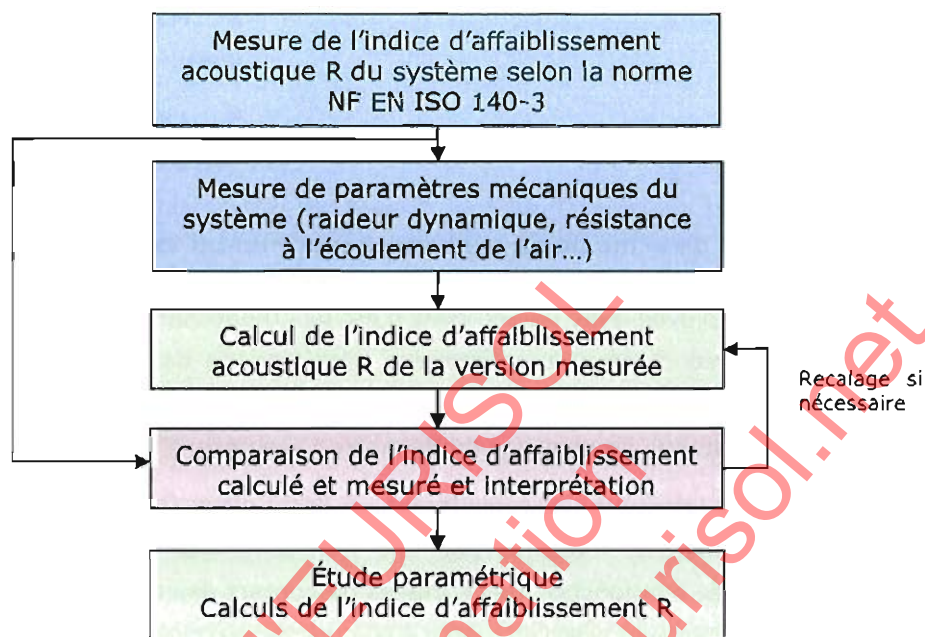 Mesure de l'indice d'affaiblissement
acoustique R du système selon la norme
NF EN ISO 140-3
Mesure de paramètres mécaniques du
système (raideur dynamique, résistance
à l'écoulement de l'air...)
Calcul de l'indice d'affaiblissement
acoustique R de la version mesurée
Recalage si
nécessaire
Comparaison de l'indice d'affaiblissement
calculé et mesuré et interprétation
Étude paramétrique
Calculs de l'indice d'affaiblissement R
EURISOL